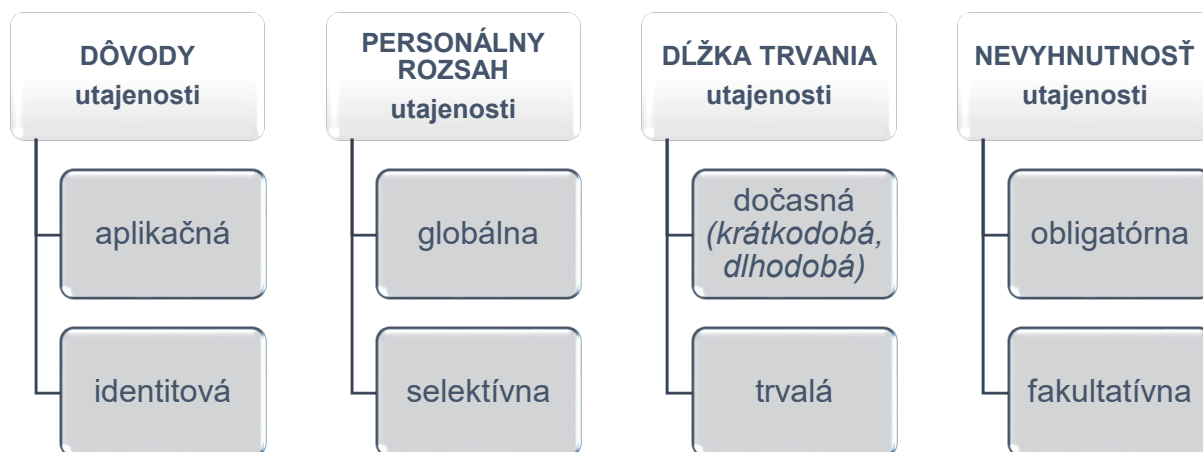 DÔVODY
utajenosti
aplikačná
identitová
PERSONÁLNY
ROZSAH
utajenosti
globálna
selektívna
DĹŽKA TRVANIA
utajenosti
dočasná
(krátkodobá,
dlhodobá)
trvalá
NEVYHNUTNOSŤ
utajenosti
obligatórna
fakultatívna